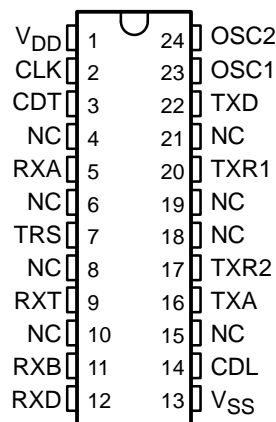 VDD 1 24 OSC2
CLK 2 23 OSC1
CDT 3 22 TXD
NC 4 21 NC
RXA 5 20 TXR1
NC 6 19 NC
TRS 7 18 NC
NC 8 17 TXR2
RXT 9 16 TXA
NC 10 15 NC
RXB 11 14 CDL
RXD 12 13 VSS